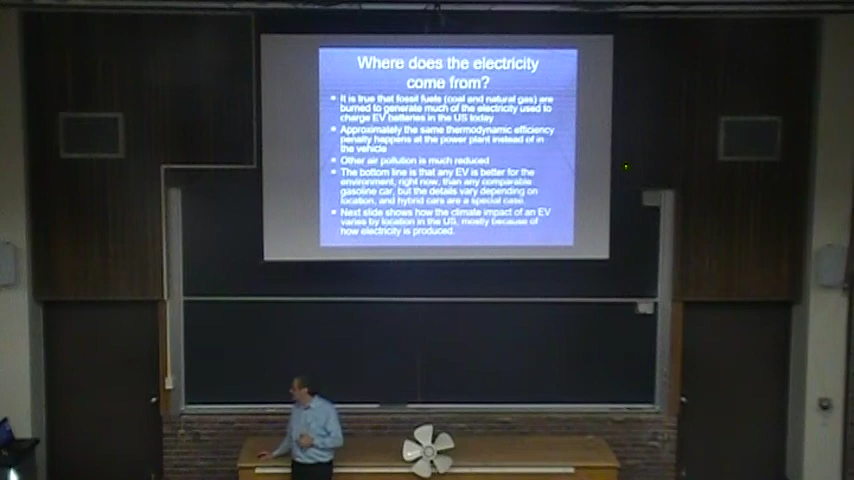 Where does the electricity
come from?
It is true that fossil fuels (coal and natural gas) are
burned to generate much of the electricity used to
charge EV batteries in the US today
Approximately the same thermodynamic efficiency
penalty happens at the power plant instead of in
the vehicle
Other air pollution is much reduced
The bottom line is that any EV is better for the
environment, right now, than any comparable
gasoline car, but the details vary depending on
location, and hybrid cars are a special case.
Next slide shows how the climate impact of an EV
varies by location in the US, mostly because of
how electricity is produced.